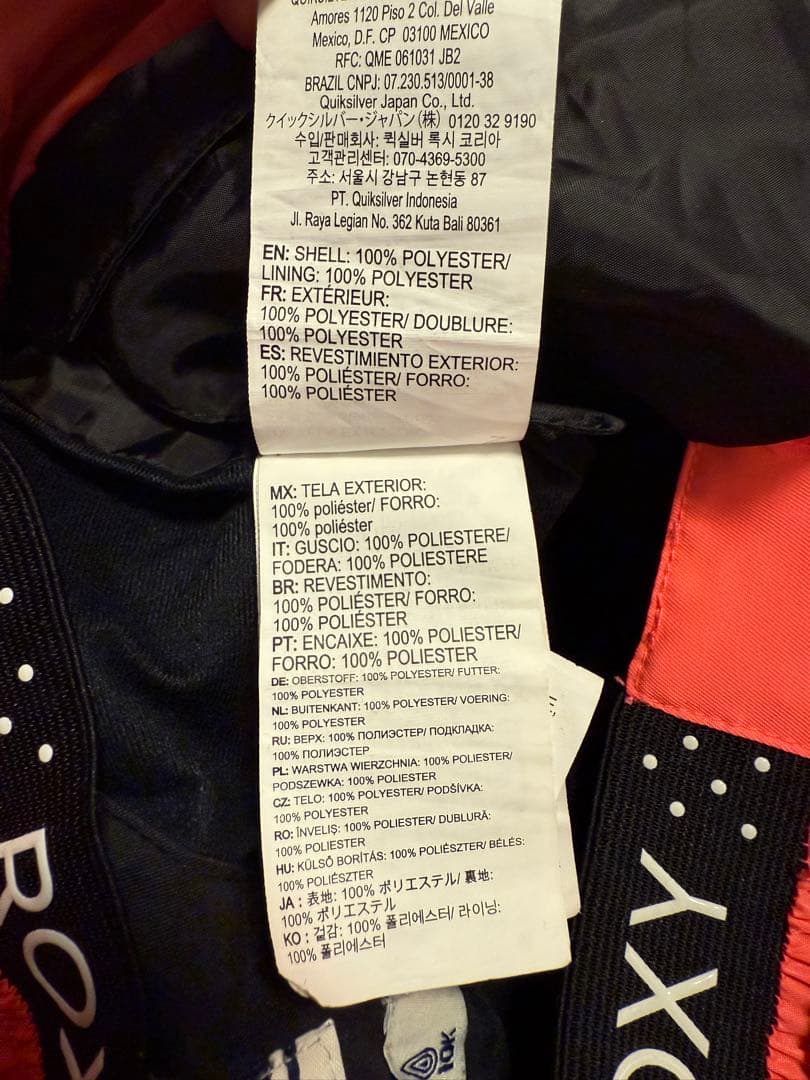 Amores 1120 Piso 2 Col. Del Valle
Mexico, D.F. CP 03100 MEXICO
RFC: QME 061031 JB2
BRAZIL CNPJ: 07.230.513/0001-38
Quiksilver Japan Co., Ltd.
クイックシルバー・ジャパン(株) 0120 32 9190
수입/판매회사: 퀵실버 록시 코리아
고객관리센터: 070-4369-5300
주소: 서울시 강남구 논현동 87
PT. Quiksilver Indonesia
Jl. Raya Legian No. 362 Kuta Bali 80361
EN: SHELL: 100% POLYESTER/
LINING: 100% POLYESTER
FR: EXTÉRIEUR:
100% POLYESTER/ DOUBLURE:
100% POLYESTER
ES: REVESTIMIENTO EXTERIOR:
100% POLIÉSTER/ FORRO:
100% POLIÉSTER
MX: TELA EXTERIOR:
100% poliéster/ FORRO:
100% poliéster
IT: GUSCIO: 100% POLIESTERE/
FODERA: 100% POLIESTERE
BR: REVESTIMENTO:
100% POLIÉSTER/ FORRO:
100% POLIÉSTER
PT: ENCAIXE: 100% POLIESTER/
FORRO: 100% POLIESTER
DE: OBERSTOFF: 100% POLYESTER/ FUTTER:
100% POLYESTER
NL: BUITENKANT: 100% POLYESTER/ VOERING:
100% POLYESTER
RU: ВЕРХ: 100% ПОЛИЭСТЕР/ ПОДКЛАДКА:
100% ПОЛИЭСТЕР
PL: WARSTWA WIERZCHNIA: 100% POLIESTER/
PODSZEWKA: 100% POLIESTER
CZ: TELO: 100% POLYESTER/ PODŠÍVKA:
100% POLYESTER
RO: ÎNVELIŞ: 100% POLIESTER/ DUBLURĂ:
100% POLIESTER
HU: KÜLSŐ BORÍTÁS: 100% POLIÉSZTER/ BÉLÉS:
100% POLIÉSZTER
JA : 表地: 100% ポリエステル/ 裏地:
100% ポリエステル
KO : 겉감: 100% 폴리에스터/ 라이닝:
100% 폴리에스터
ROX
OXY
10K